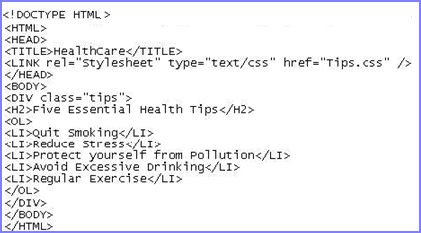 <!DOCTYPE HTML>
<HTML>
<HEAD>
<TITLE>HealthCare</TITLE>
<LINK rel="Stylesheet" type="text/css" href="Tips.css" />
</HEAD>
<BODY>
<DIV class="tips">
<H2>Five Essential Health Tips</H2>
<OL>
<LI>Quit Smoking</LI>
<LI>Reduce Stress</LI>
<LI>Protect yourself from Pollution</LI>
<LI>Avoid Excessive Drinking</LI>
<LI>Regular Exercise</LI>
</OL>
</DIV>
</BODY>
</HTML>